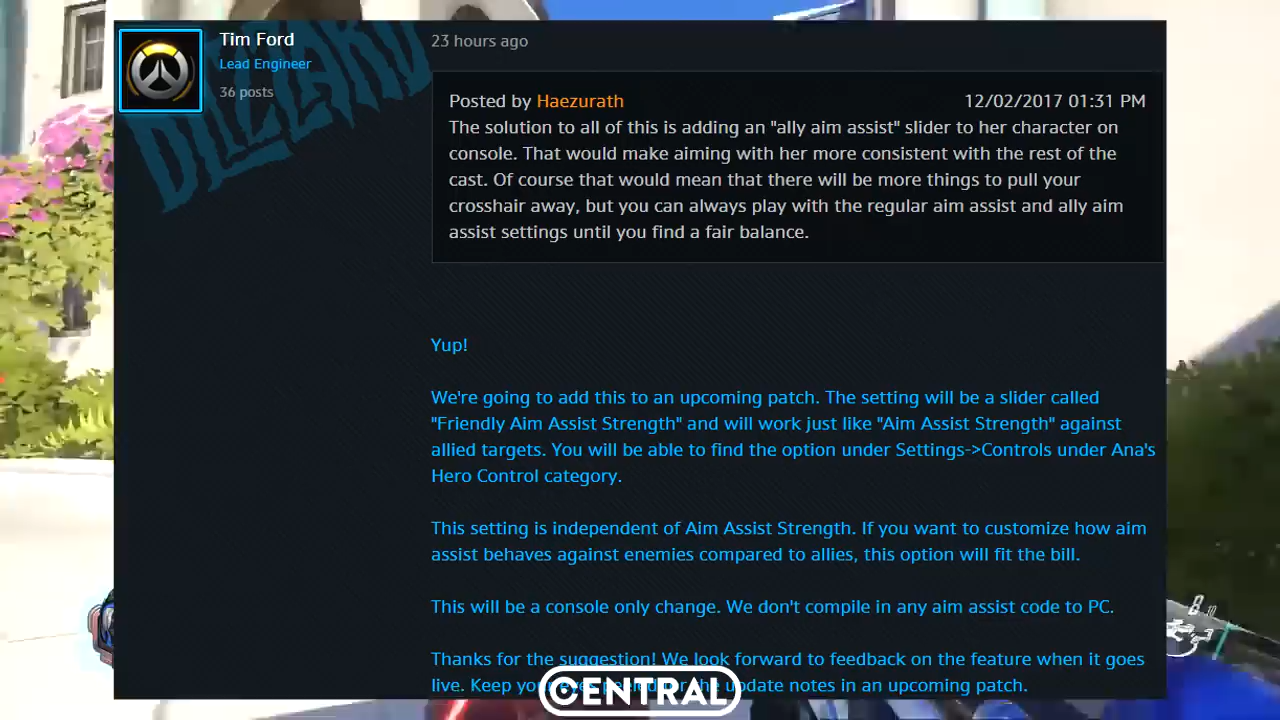 BLIZZARD
Tim Ford
Lead Engineer
36 posts
23 hours ago
Posted by Haezurath 12/02/2017 01:31 PM
The solution to all of this is adding an "ally aim assist" slider to her character on
console. That would make aiming with her more consistent with the rest of the
cast. Of course that would mean that there will be more things to pull your
crosshair away, but you can always play with the regular aim assist and ally aim
assist settings until you find a fair balance.
Yup!
We're going to add this to an upcoming patch. The setting will be a slider called
"Friendly Aim Assist Strength" and will work just like "Aim Assist Strength" against
allied targets. You will be able to find the option under Settings->Controls under Ana's
Hero Control category.
This setting is independent of Aim Assist Strength. If you want to customize how aim
assist behaves against enemies compared to allies, this option will fit the bill.
This will be a console only change. We don't compile in any aim assist code to PC.
Thanks for the suggestion! We look forward to feedback on the feature when it goes
live. Keep your eyes peeled for the update notes in an upcoming patch.
CENTRAL
8